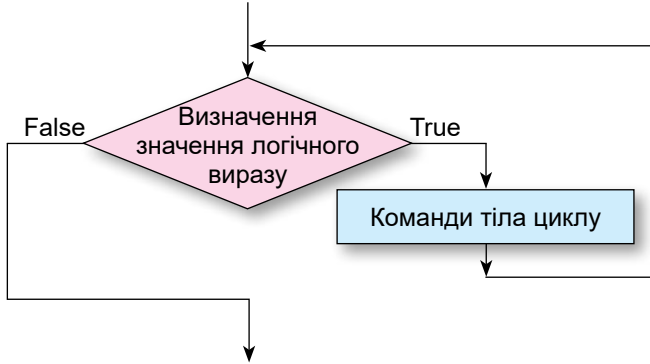 False
Визначення
значення логічного
виразу
True
Команди тіла циклу